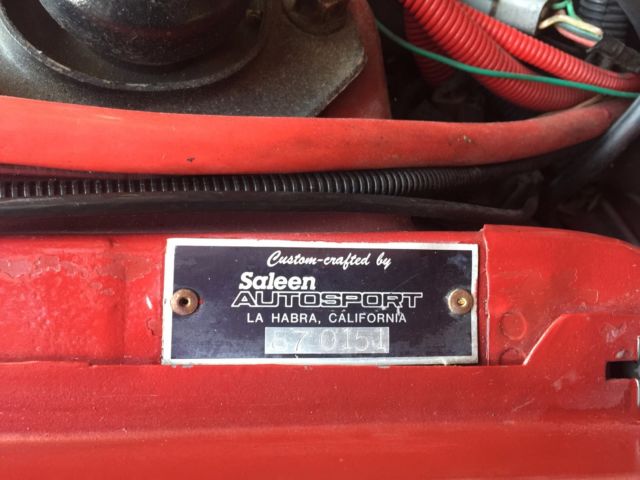 Custom-crafted by
Saleen
AUTOSPORT
LA HABRA, CALIFORNIA
87 0151